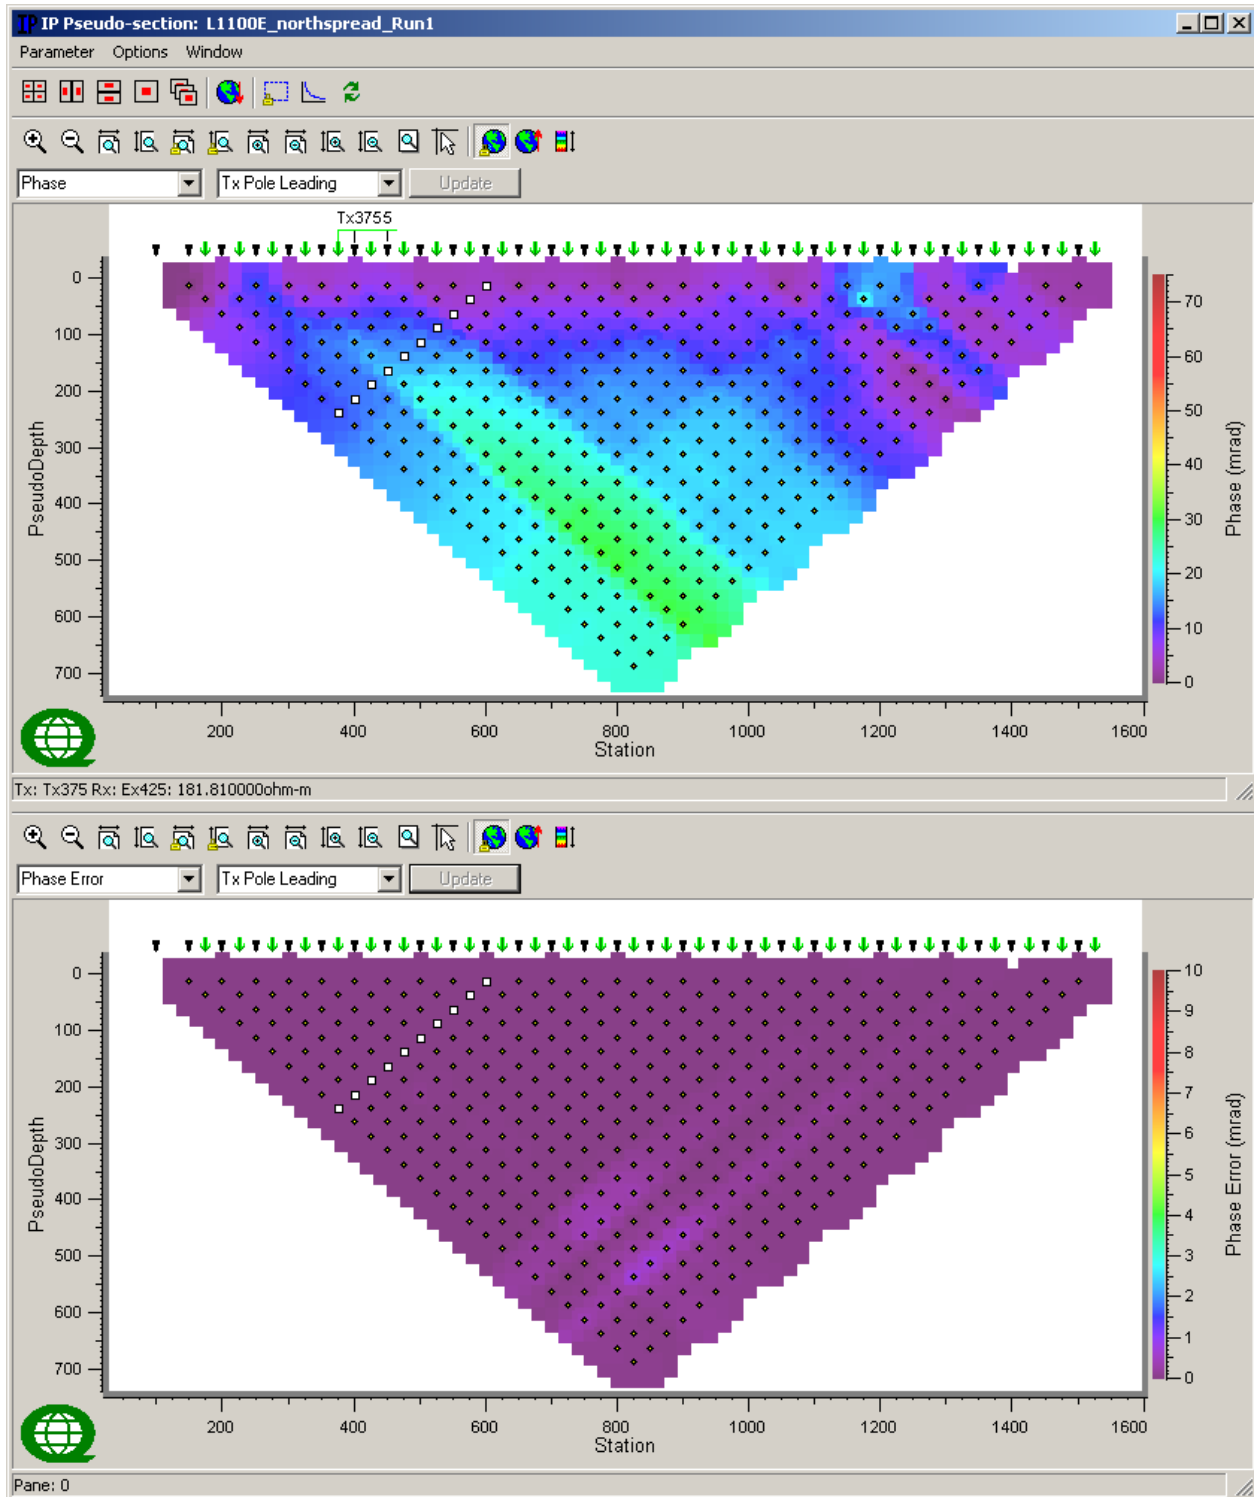 IP Pseudo-section: L1100E_northspread_Run1
Parameter Options Window
Phase Tx Pole Leading Update
Tx3755
0
100
200
300
400
500
600
700
PseudoDepth
200 400 600 800 1000 1200 1400 1600
Station
70
60
50
40
30
20
10
0
Phase (mrad)
Tx: Tx375 Rx: Ex425: 181.810000ohm-m
Phase Error Tx Pole Leading Update
0
100
200
300
400
500
600
700
PseudoDepth
200 400 600 800 1000 1200 1400 1600
Station
10
9
8
7
6
5
4
3
2
1
0
Phase Error (mrad)
Pane: 0